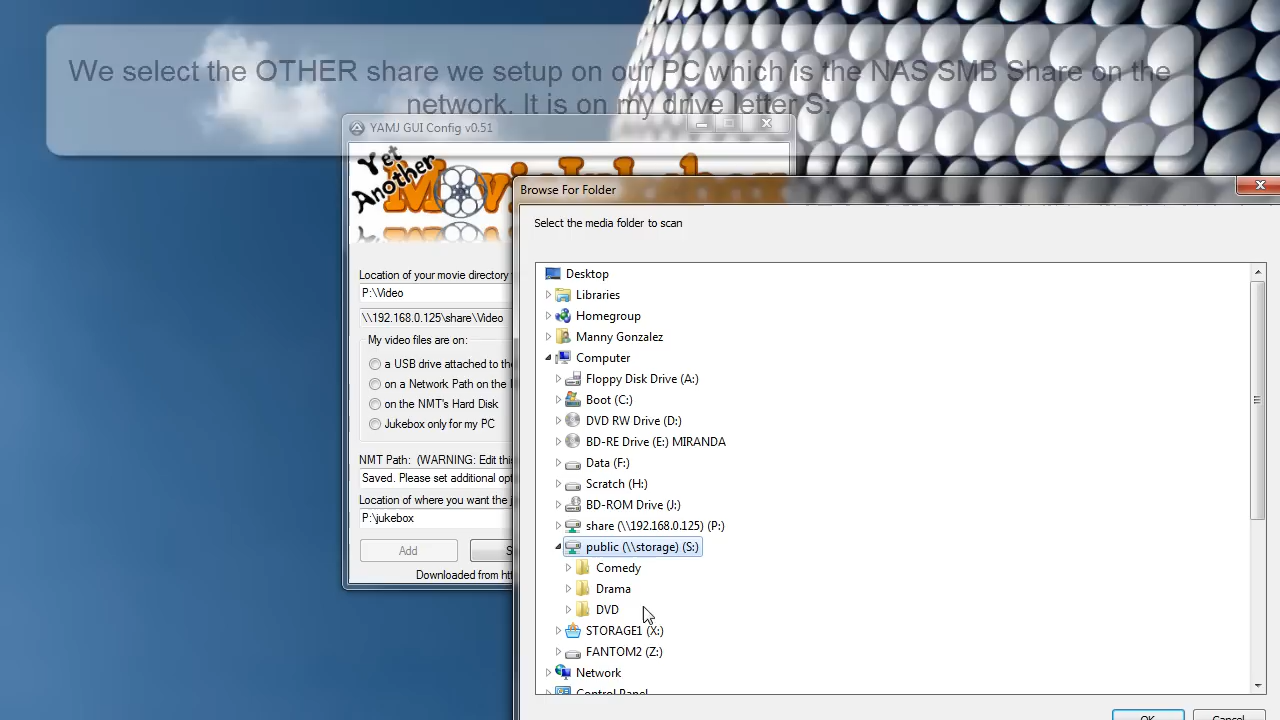 We select the OTHER share we setup on our PC which is the NAS SMB Share on the
network. It is on my drive letter S:
YAMJ GUI Config v0.51
Yet
Another
Browse For Folder
Select the media folder to scan
Location of your movie directory
P:\Video
\\192.168.0.125\share\Video
My video files are on:
a USB drive attached to the
on a Network Path on the
on the NMT's Hard Disk
Jukebox only for my PC
NMT Path: (WARNING: Edit this
Saved. Please set additional opt
Location of where you want the j
P:\jukebox
Add
S
Downloaded from htt
Desktop
Libraries
Homegroup
Manny Gonzalez
Computer
Floppy Disk Drive (A:)
Boot (C:)
DVD RW Drive (D:)
BD-RE Drive (E:) MIRANDA
Data (F:)
Scratch (H:)
BD-ROM Drive (J:)
share (\\192.168.0.125) (P:)
public (\\storage) (S:)
Comedy
Drama
DVD
STORAGE1 (X:)
FANTOM2 (Z:)
Network
Control Panel
OK
Cancel